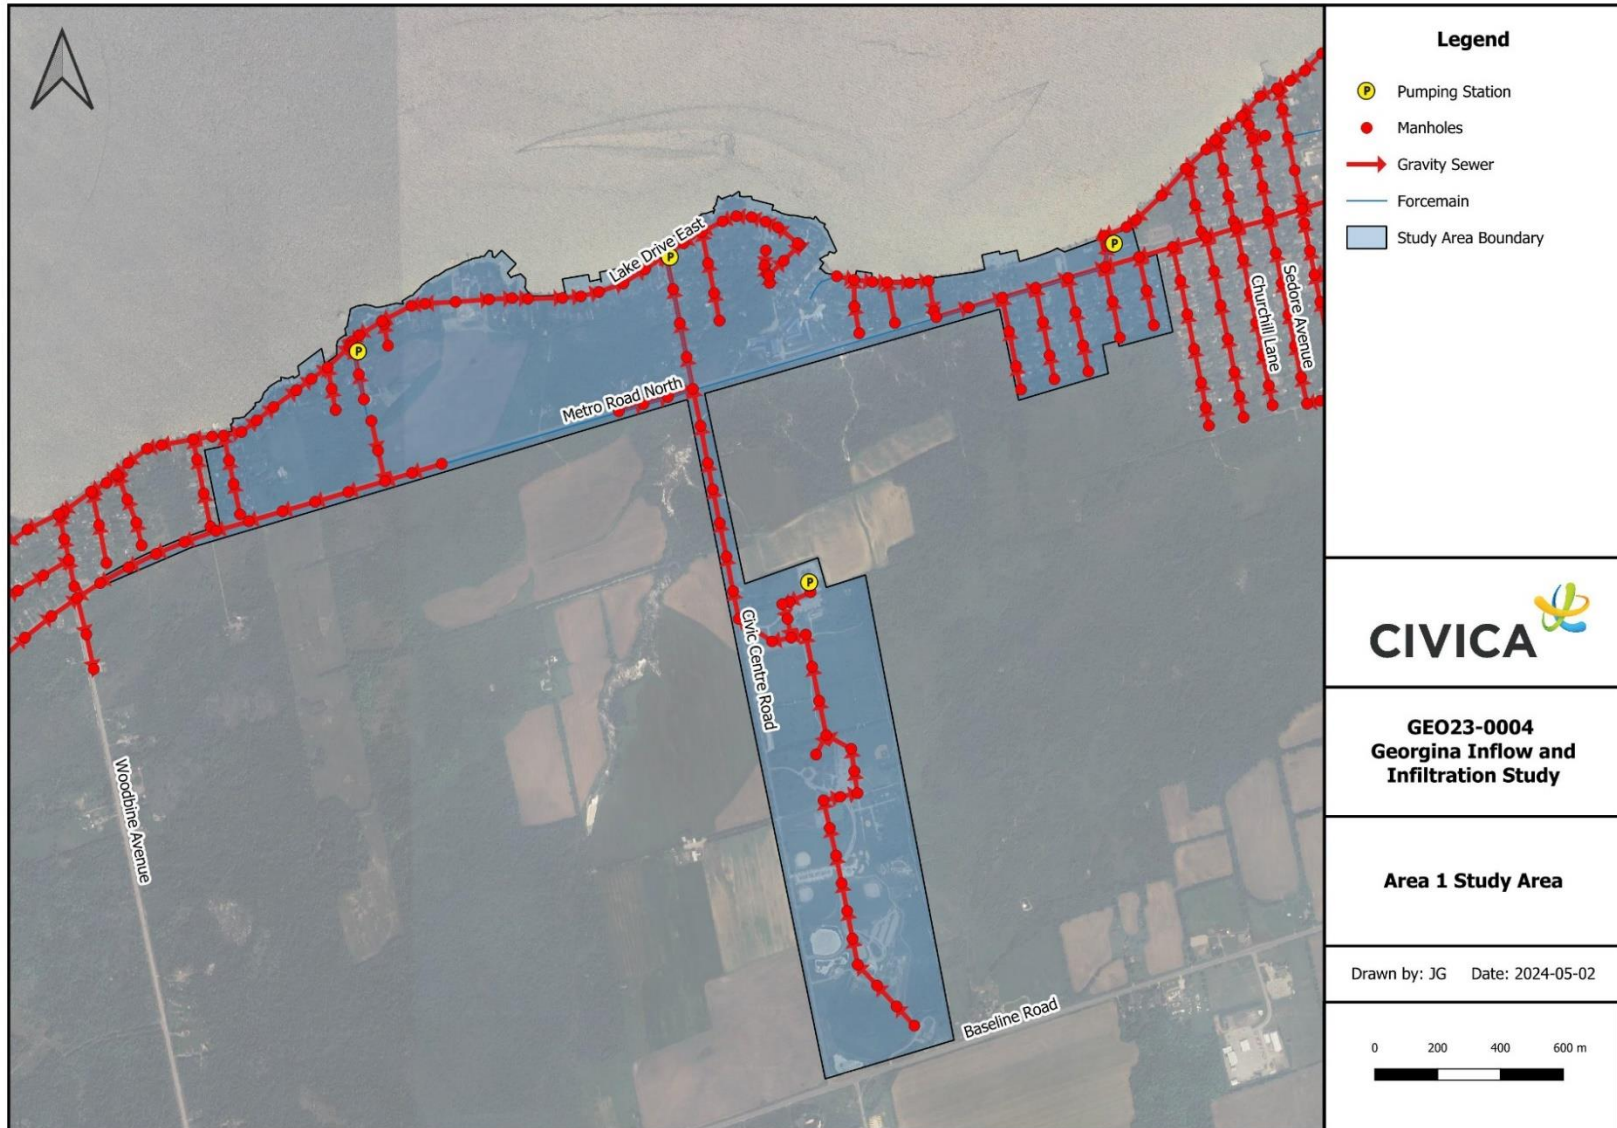 Legend
P Pumping Station
Manholes
Gravity Sewer
Forcemain
Study Area Boundary
Lake Drive East
P
P
P
Metro Road North
Churchill Lane
Sedore Avenue
P
Civic Centre Road
Woodbine Avenue
Baseline Road
CIVICA
GEO23-0004
Georgina Inflow and
Infiltration Study
Area 1 Study Area
Drawn by: JG Date: 2024-05-02
0 200 400 600 m